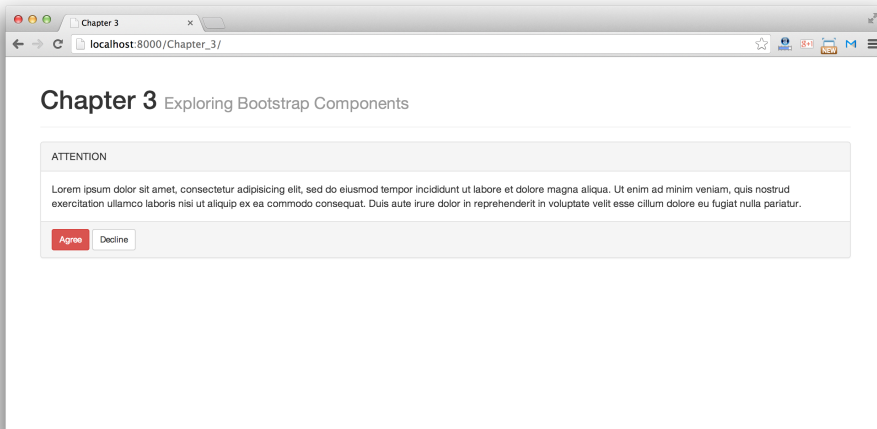 Chapter 3
localhost:8000/Chapter_3/
NEW
Chapter 3 Exploring Bootstrap Components
ATTENTION
Lorem ipsum dolor sit amet, consectetur adipisicing elit, sed do eiusmod tempor incididunt ut labore et dolore magna aliqua. Ut enim ad minim veniam, quis nostrud
exercitation ullamco laboris nisi ut aliquip ex ea commodo consequat. Duis aute irure dolor in reprehenderit in voluptate velit esse cillum dolore eu fugiat nulla pariatur.
Agree Decline